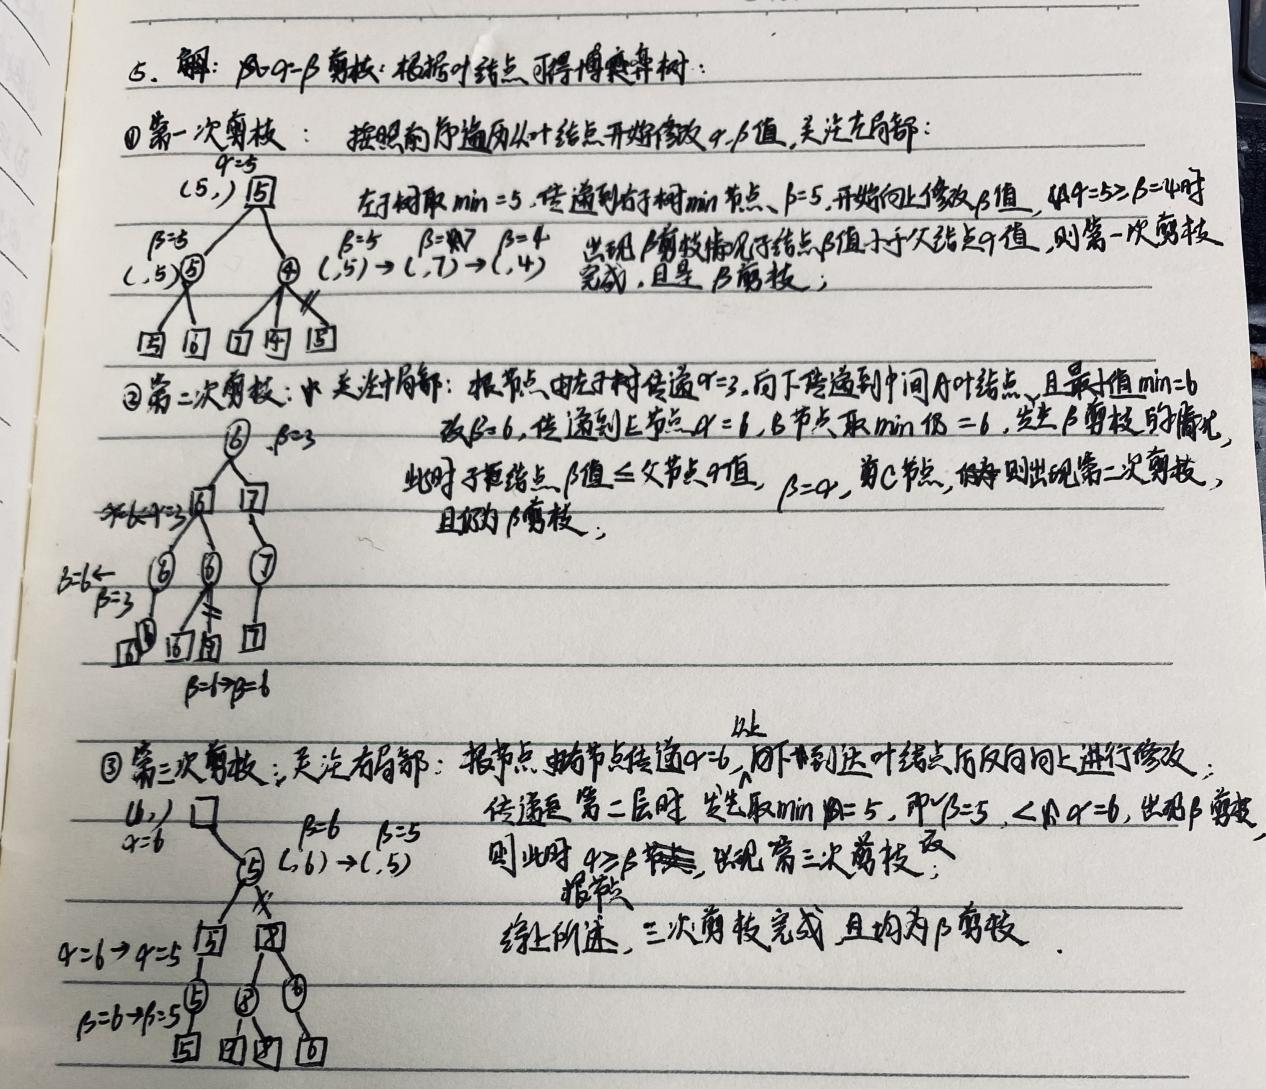 5. 解: α-β剪枝: 根据叶结点可得博弈树:
①第一次剪枝: 按照前序遍历从叶结点开始修改α、β值,关注左局部:
α=5
(5,) 5
左子树取min=5,传递到右子树min节点、β=5,开始向上修改β值,α=5≥β=4时
β=5 β=5 β=7 β=4
(,5) 5 4 (,5)→(,7)→(,4)
出现β剪枝情况子结点β值小于父结点α值,则第一次剪枝
完成,且是β剪枝;
5 6 7 4 5
②第二次剪枝: 关注中局部: 根节点由左子树传递α=3,向下传递到中间A叶结点,且最小值min=6
6 β=3
改β=6,传递到上节点α=6,B节点取min仍=6,发生β剪枝的情况,
此时子结点β值≤父节点α值, β=α, 剪C节点, 则出现第二次剪枝,
6 7
α=3
且仍为β剪枝;
6 6 7
β=6←
β=3
6 6 7
β=6→β=6
③第三次剪枝: 关注右局部: 根节点由右节点传递α=6,向下到达叶结点后反向向上进行修改;
以上
(6,)
α=6
传递至第二层时 发生取min=5,即β=5,<α=6,出现β剪枝,
β=6 β=5
5 (,6)→(,5)
则此时α≥β,出现第三次剪枝;
根节点
综上所述,三次剪枝完成,且均为β剪枝.
α=6→α=5 5 8
β=6→β=5 5 8 6
5 9 8 6